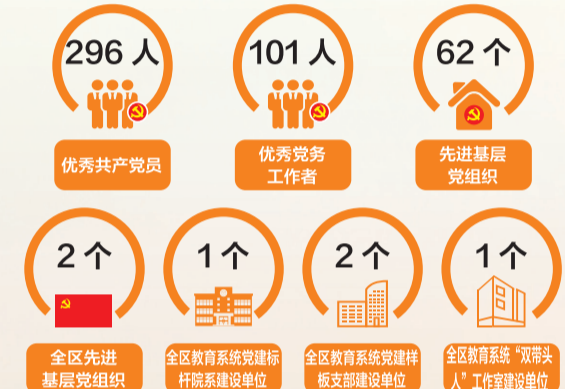 296 人
101 人
62 个
优秀共产党员
优秀党务
工作者
先进基层
党组织
2 个
1 个
2 个
1 个
全区先进
基层党组织
全区教育系统党建标
杆院系建设单位
全区教育系统党建样
板支部建设单位
全区教育系统“双带头
人”工作室建设单位